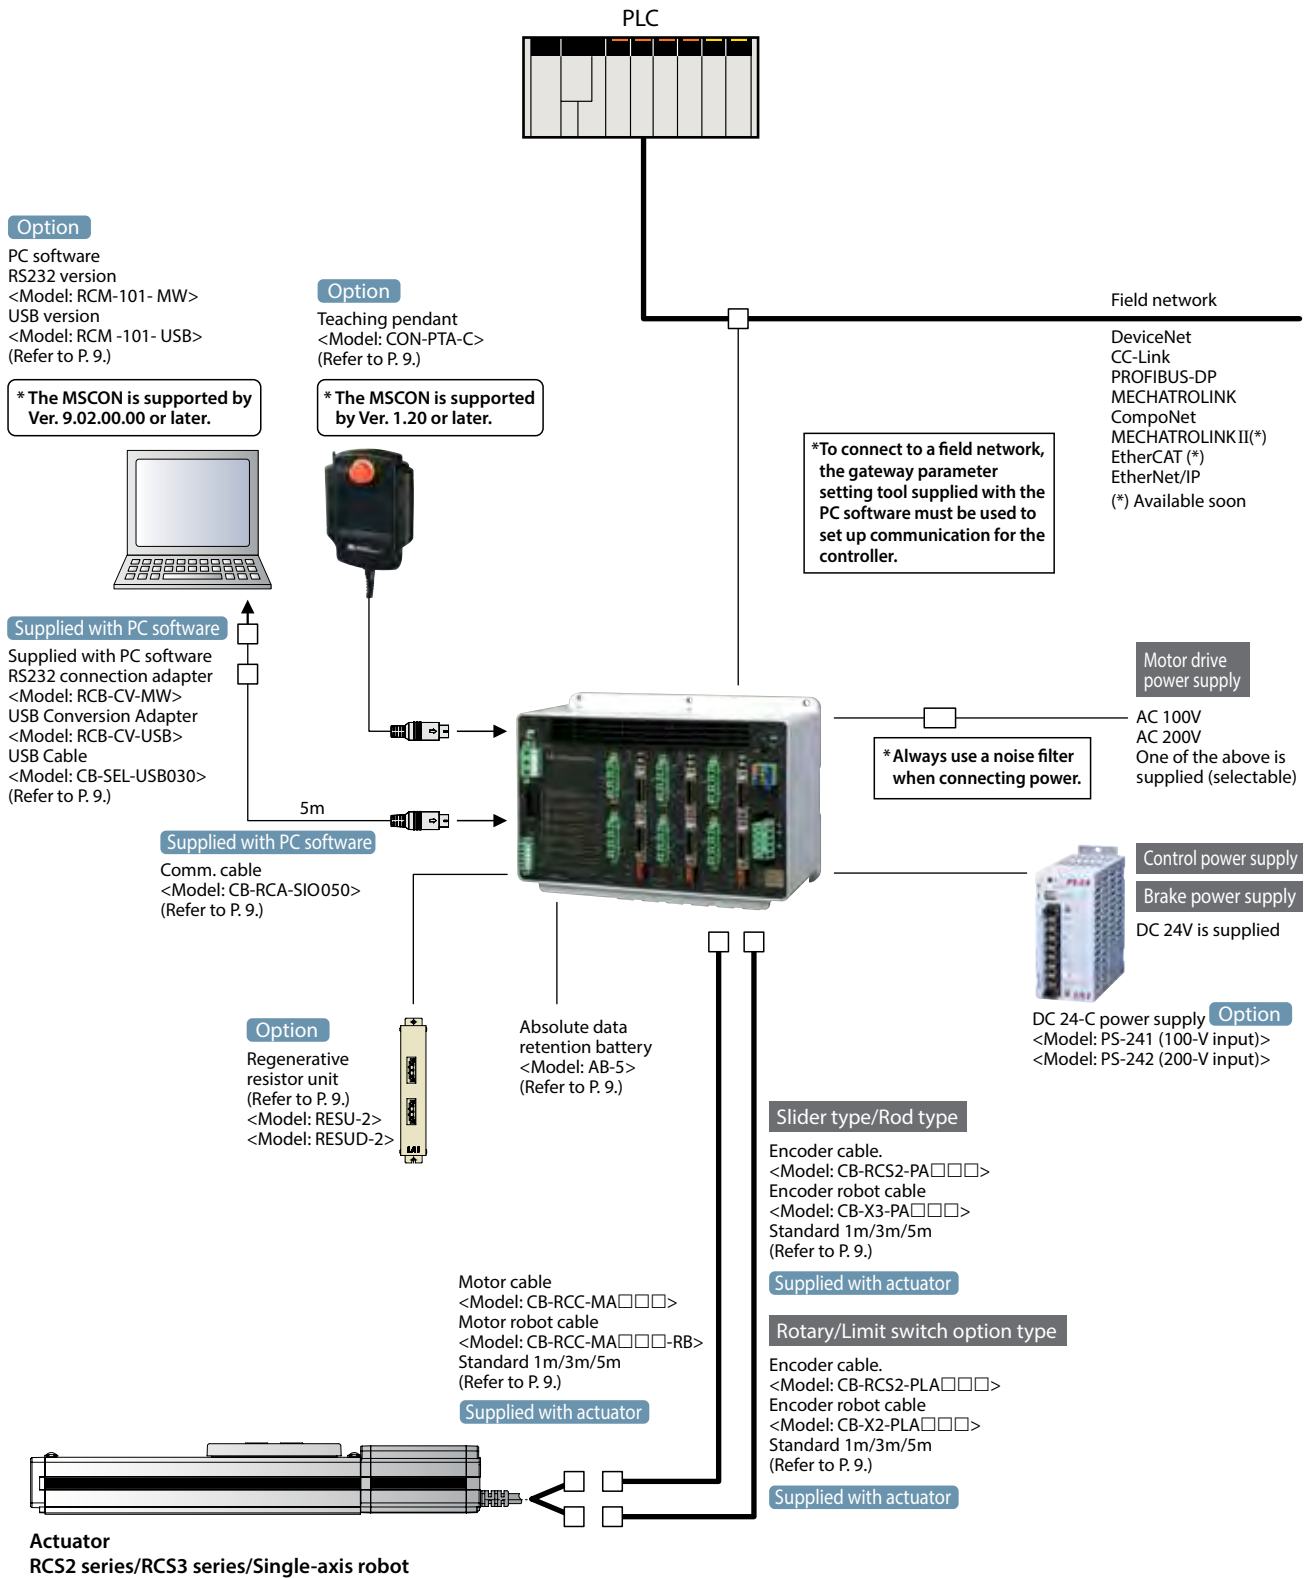 PLC
Option
PC software
RS232 version
<Model: RCM-101- MW>
USB version
<Model: RCM -101- USB>
(Refer to P. 9.)
* The MSCON is supported by
Ver. 9.02.00.00 or later.
Option
Teaching pendant
<Model: CON-PTA-C>
(Refer to P. 9.)
* The MSCON is supported
by Ver. 1.20 or later.
Field network
DeviceNet
CC-Link
PROFIBUS-DP
MECHATROLINK
CompoNet
MECHATROLINK II(*)
EtherCAT (*)
EtherNet/IP
(*) Available soon
*To connect to a field network,
the gateway parameter
setting tool supplied with the
PC software must be used to
set up communication for the
controller.
Supplied with PC software
Supplied with PC software
RS232 connection adapter
<Model: RCB-CV-MW>
USB Conversion Adapter
<Model: RCB-CV-USB>
USB Cable
<Model: CB-SEL-USB030>
(Refer to P. 9.)
5m
Supplied with PC software
Comm. cable
<Model: CB-RCA-SIO050>
(Refer to P. 9.)
Motor drive
power supply
AC 100V
AC 200V
One of the above is
supplied (selectable)
* Always use a noise filter
when connecting power.
Control power supply
Brake power supply
DC 24V is supplied
DC 24-C power supply Option
<Model: PS-241 (100-V input)>
<Model: PS-242 (200-V input)>
Option
Regenerative
resistor unit
(Refer to P. 9.)
<Model: RESU-2>
<Model: RESUD-2>
IAI
Absolute data
retention battery
<Model: AB-5>
(Refer to P. 9.)
Slider type/Rod type
Encoder cable.
<Model: CB-RCS2-PA□□□>
Encoder robot cable
<Model: CB-X3-PA□□□>
Standard 1m/3m/5m
(Refer to P. 9.)
Supplied with actuator
Motor cable
<Model: CB-RCC-MA□□□>
Motor robot cable
<Model: CB-RCC-MA□□□-RB>
Standard 1m/3m/5m
(Refer to P. 9.)
Supplied with actuator
Rotary/Limit switch option type
Encoder cable.
<Model: CB-RCS2-PLA□□□>
Encoder robot cable
<Model: CB-X2-PLA□□□>
Standard 1m/3m/5m
(Refer to P. 9.)
Supplied with actuator
Actuator
RCS2 series/RCS3 series/Single-axis robot